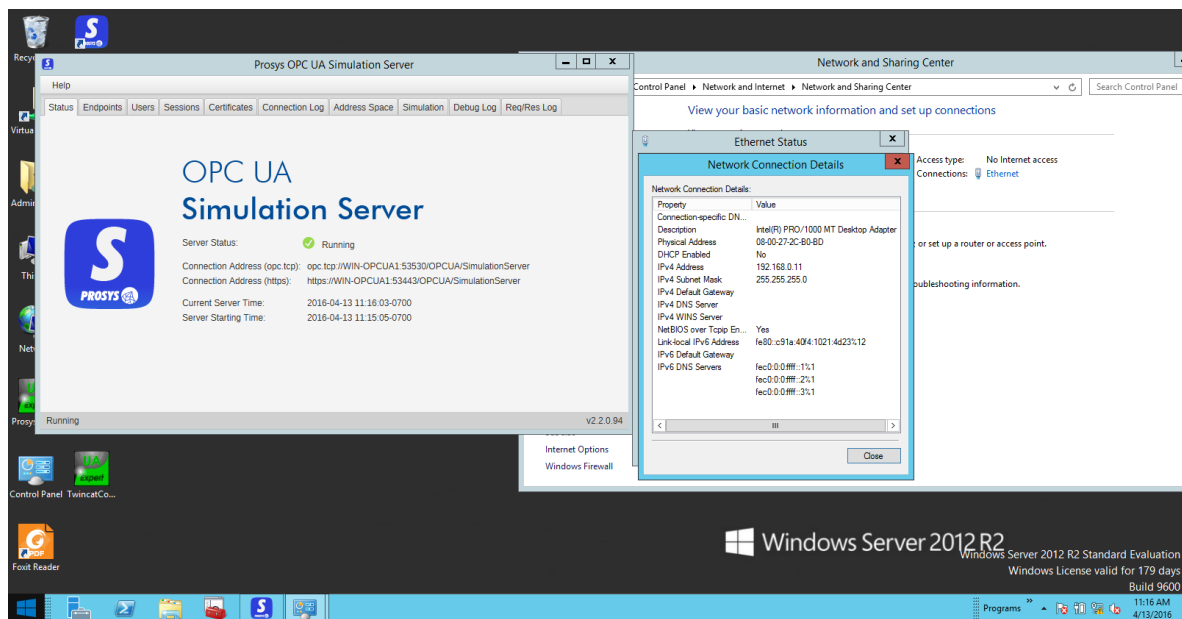 Recyc
Prosys OPC UA Simulation Server
Help
Status Endpoints Users Sessions Certificates Connection Log Address Space Simulation Debug Log Req/Res Log
OPC UA
Simulation Server
Server Status: Running
Connection Address (opc.tcp): opc.tcp://WIN-OPCUA1:53530/OPCUA/SimulationServer
Connection Address (https): https://WIN-OPCUA1:53443/OPCUA/SimulationServer
Current Server Time: 2016-04-13 11:16:03-0700
Server Starting Time: 2016-04-13 11:15:05-0700
S
PROSYS
Running v2.2.0.94
Virtua
Admin
Thi
Net
Prosys
Control Panel TwincatCo...
UA
expert
Foxit Reader
PDF
Network and Sharing Center
Control Panel Network and Internet Network and Sharing Center
Search Control Panel
View your basic network information and set up connections
Access type: No Internet access
Connections: Ethernet
or set up a router or access point.
oubleshooting information.
Internet Options
Windows Firewall
Ethernet Status
Network Connection Details
Network Connection Details:
Property Value
Connection-specific DN...
Description Intel(R) PRO/1000 MT Desktop Adapter
Physical Address 08-00-27-2C-B0-BD
DHCP Enabled No
IPv4 Address 192.168.0.11
IPv4 Subnet Mask 255.255.255.0
IPv4 Default Gateway
IPv4 DNS Server
IPv4 WINS Server
NetBIOS over Tcpip En... Yes
Link-local IPv6 Address fe80::c91a:40f4:1021:4d23%12
IPv6 Default Gateway
IPv6 DNS Servers fec0:0:0:ffff::1%1
fec0:0:0:ffff::2%1
fec0:0:0:ffff::3%1
Close
Windows Server 2012 R2
Windows Server 2012 R2 Standard Evaluation
Windows License valid for 179 days
Build 9600
Programs
11:16 AM
4/13/2016